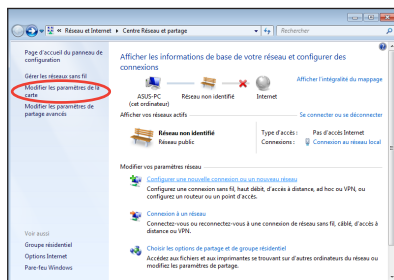 « Réseau et Internet ▸ Centre Réseau et partage
Rechercher
Page d'accueil du panneau de
configuration
Gérer les réseaux sans fil
Modifier les paramètres de la
carte
Modifier les paramètres de
partage avancés
Afficher les informations de base de votre réseau et configurer des
connexions
Afficher l'intégralité du mappage
ASUS-PC
(cet ordinateur)
Réseau non identifié
Internet
Afficher vos réseaux actifs
Se connecter ou se déconnecter
Réseau non identifié
Réseau public
Type d'accès :
Pas d'accès Internet
Connexions :
Connexion au réseau local
Modifier vos paramètres réseau
Configurer une nouvelle connexion ou un nouveau réseau
Configurez une connexion sans fil, haut débit, d'accès à distance, ad hoc ou VPN, ou
configurez un routeur ou un point d'accès.
Connexion à un réseau
Connectez-vous ou reconnectez-vous à une connexion de réseau sans fil, câblé, d'accès à
distance ou VPN.
Choisir les options de partage et de groupe résidentiel
Accédez aux fichiers et aux imprimantes se trouvant sur d'autres ordinateurs du réseau ou
modifiez les paramètres de partage.
Voir aussi
Groupe résidentiel
Options Internet
Pare-feu Windows